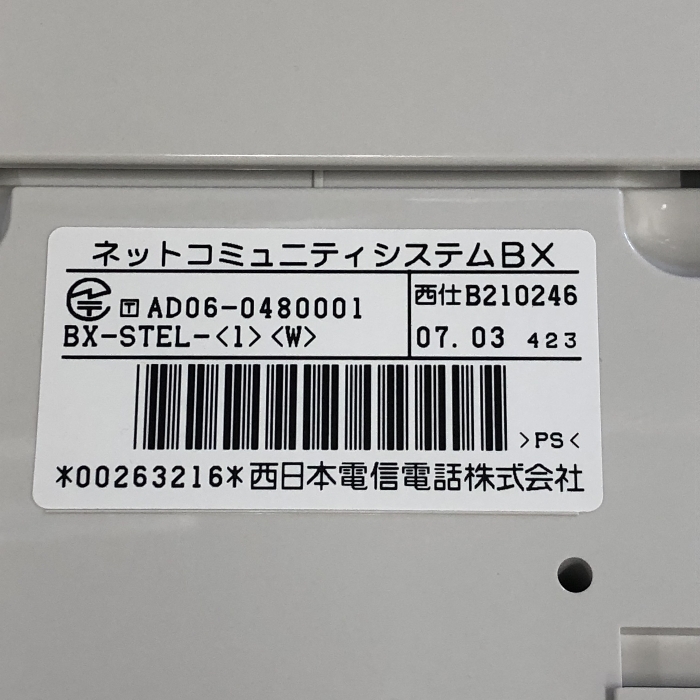 ネットコミュニティシステムBX
T AD06-0480001
西仕B210246
BX-STEL-<1><W>
07.03 423
>PS<
*00263216*西日本電信電話株式会社